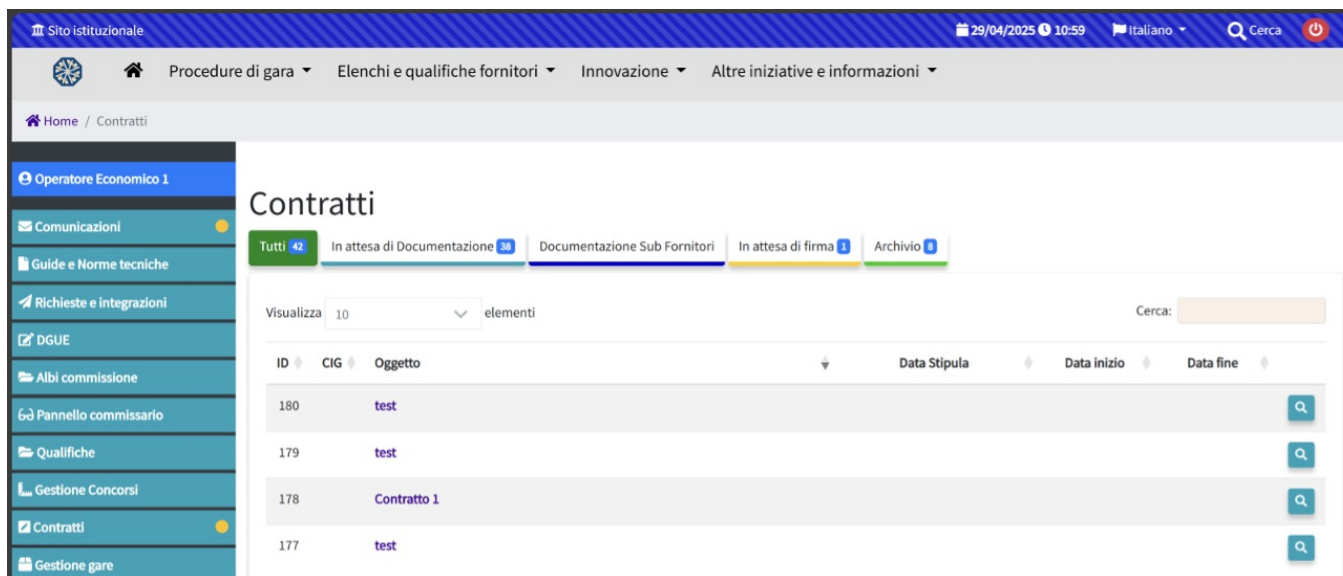 Sito istituzionale 29/04/2025 10:59 Italiano Cerca
Procedure di gara Elenchi e qualifiche fornitori Innovazione Altre iniziative e informazioni
Home / Contratti
Operatore Economico 1
Comunicazioni
Guide e Norme tecniche
Richieste e integrazioni
DGUE
Albi commissione
Pannello commissario
Qualifiche
Gestione Concorsi
Contratti
Gestione gare
Contratti
Tutti 42 In attesa di Documentazione 38 Documentazione Sub Fornitori In attesa di firma 1 Archivio 8
Visualizza 10 elementi Cerca:
ID CIG Oggetto Data Stipula Data inizio Data fine
180 test
179 test
178 Contratto 1
177 test